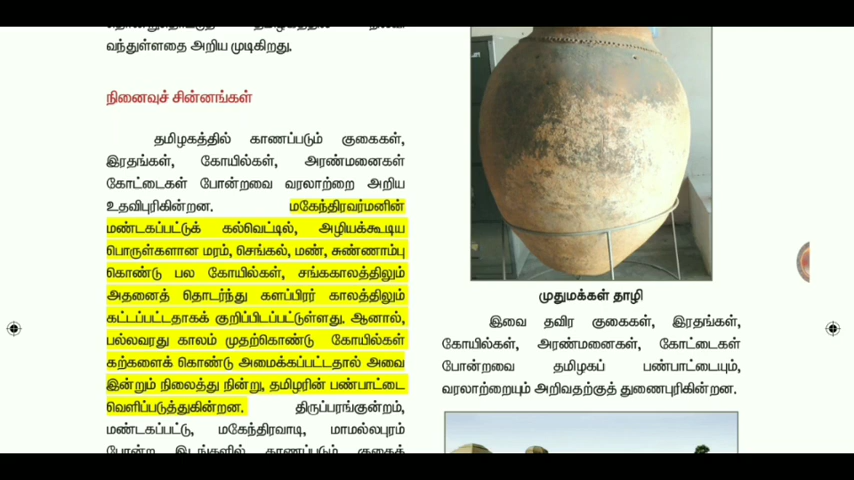 வந்துள்ளதை அறிய முடிகிறது.
நினைவுச் சின்னங்கள்
தமிழகத்தில் காணப்படும் குகைகள்,
இரதங்கள், கோயில்கள், அரண்மனைகள்
கோட்டைகள் போன்றவை வரலாற்றை அறிய
உதவிபுரிகின்றன. மகேந்திரவர்மனின்
மண்டகப்பட்டுக் கல்வெட்டில், அழியக்கூடிய
பொருள்களான மரம், செங்கல், மண், சுண்ணாம்பு
கொண்டு பல கோயில்கள், சங்ககாலத்திலும்
அதனைத் தொடர்ந்து களப்பிரர் காலத்திலும்
கட்டப்பட்டதாகக் குறிப்பிடப்பட்டுள்ளது. ஆனால்,
பல்லவரது காலம் முதற்கொண்டு கோயில்கள்
கற்களைக் கொண்டு அமைக்கப்பட்டதால் அவை
இன்றும் நிலைத்து நின்று, தமிழரின் பண்பாட்டை
வெளிப்படுத்துகின்றன. திருப்பரங்குன்றம்,
மண்டகப்பட்டு, மகேந்திரவாடி, மாமல்லபுரம்
போன்ற இடங்களில் காணப்படும் குகைக்
முதுமக்கள் தாழி
இவை தவிர குகைகள், இரதங்கள்,
கோயில்கள், அரண்மனைகள், கோட்டைகள்
போன்றவை தமிழகப் பண்பாட்டையும்,
வரலாற்றையும் அறிவதற்குத் துணைபுரிகின்றன.